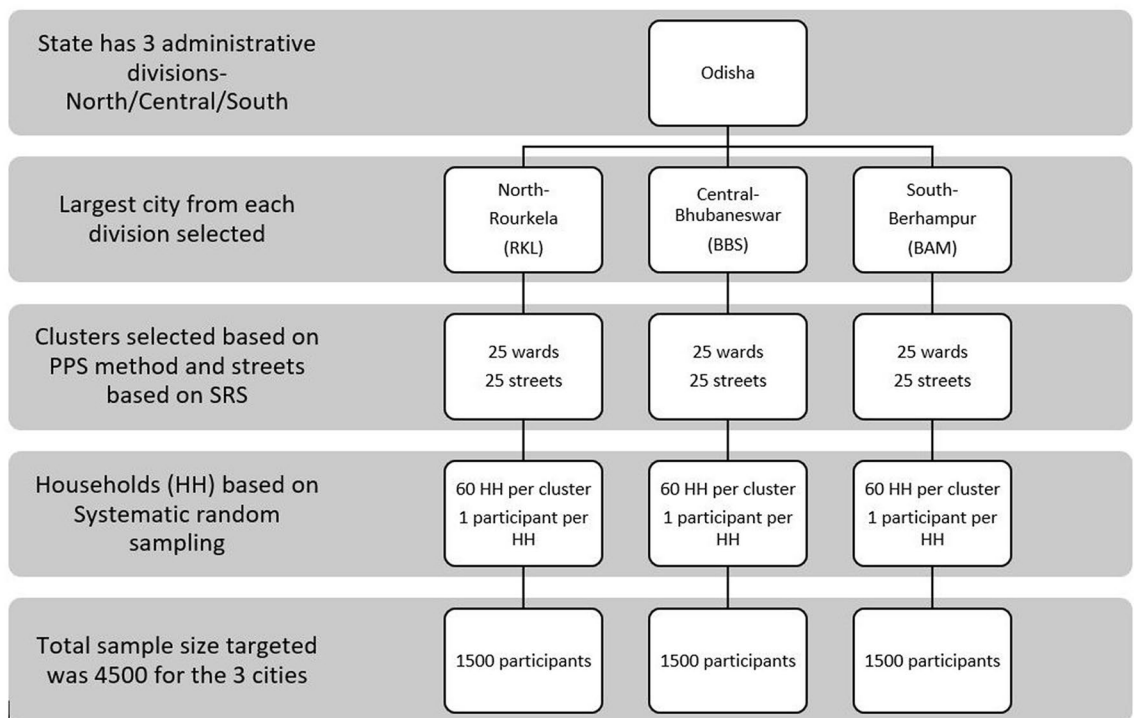 State has 3 administrative
divisions-
North/Central/South
Odisha
Largest city from each
division selected
North-
Rourkela
(RKL)
Central-
Bhubaneswar
(BBS)
South-
Berhampur
(BAM)
Clusters selected based on
PPS method and streets
based on SRS
25 wards
25 streets
25 wards
25 streets
25 wards
25 streets
Households (HH) based on
Systematic random
sampling
60 HH per cluster
1 participant per
HH
60 HH per cluster
1 participant per
HH
60 HH per cluster
1 participant per
HH
Total sample size targeted
was 4500 for the 3 cities
1500 participants
1500 participants
1500 participants